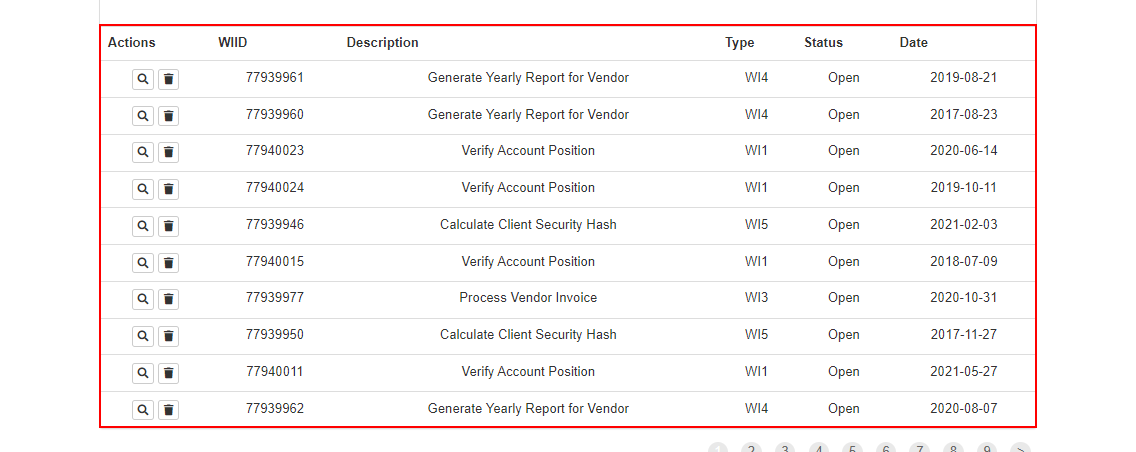 Actions WIID Description Type Status Date
77939961 Generate Yearly Report for Vendor WI4 Open 2019-08-21
77939960 Generate Yearly Report for Vendor WI4 Open 2017-08-23
77940023 Verify Account Position WI1 Open 2020-06-14
77940024 Verify Account Position WI1 Open 2019-10-11
77939946 Calculate Client Security Hash WI5 Open 2021-02-03
77940015 Verify Account Position WI1 Open 2018-07-09
77939977 Process Vendor Invoice WI3 Open 2020-10-31
77939950 Calculate Client Security Hash WI5 Open 2017-11-27
77940011 Verify Account Position WI1 Open 2021-05-27
77939962 Generate Yearly Report for Vendor WI4 Open 2020-08-07
1 2 3 4 5 6 7 8 9 >